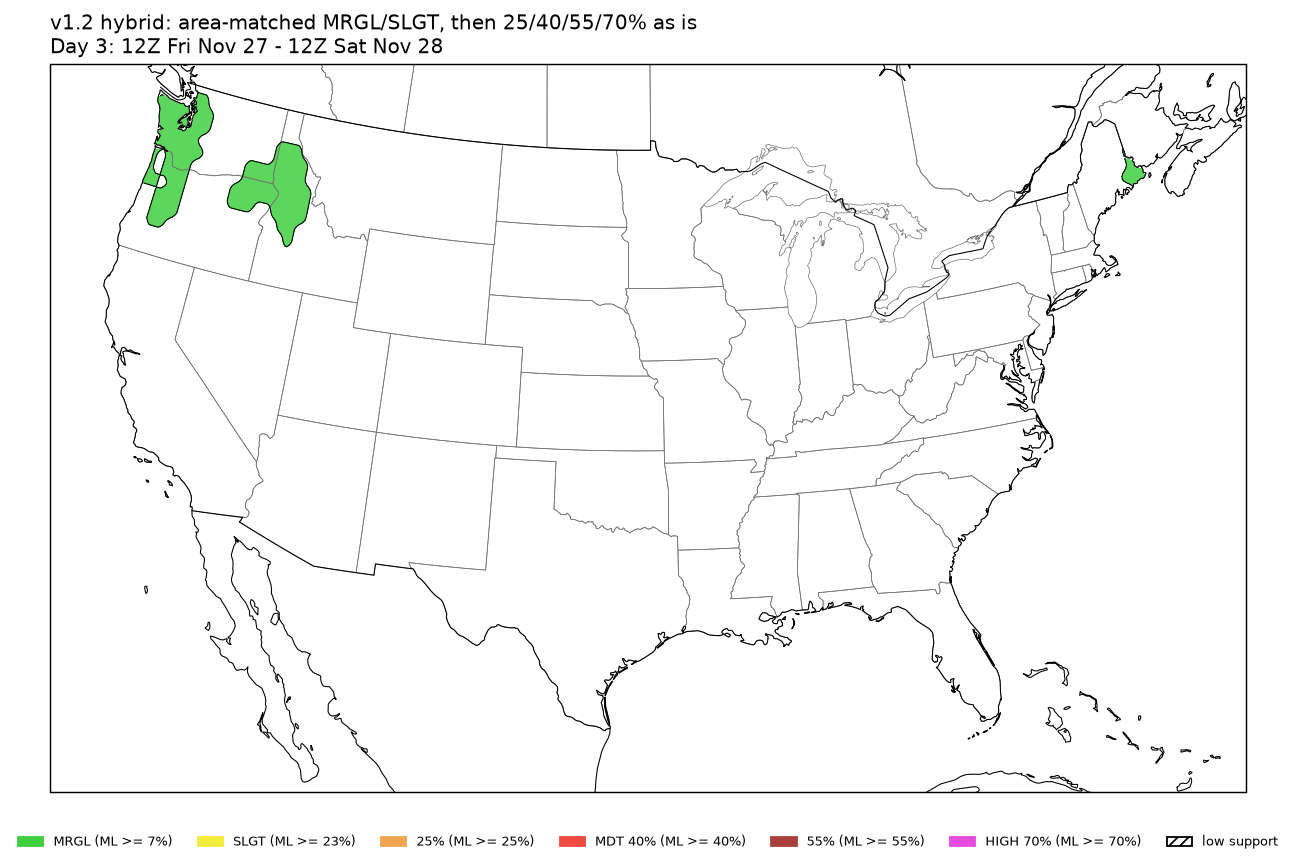 v1.2 hybrid: area-matched MRGL/SLGT, then 25/40/55/70% as is
Day 3: 12Z Fri Nov 27 - 12Z Sat Nov 28
MRGL (ML >= 7%)
SLGT (ML >= 23%)
25% (ML >= 25%)
MDT 40% (ML >= 40%)
55% (ML >= 55%)
HIGH 70% (ML >= 70%)
low support